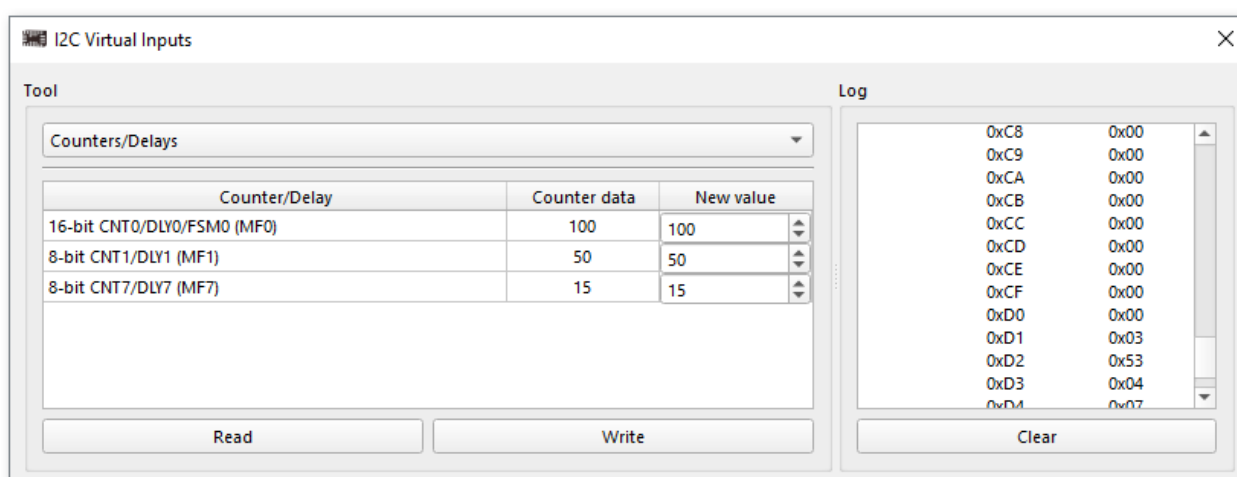 I2C Virtual Inputs
Tool
Counters/Delays
Counter/Delay Counter data New value
16-bit CNT0/DLY0/FSM0 (MF0) 100 100
8-bit CNT1/DLY1 (MF1) 50 50
8-bit CNT7/DLY7 (MF7) 15 15
Read Write
Log
0xC8 0x00
0xC9 0x00
0xCA 0x00
0xCB 0x00
0xCC 0x00
0xCD 0x00
0xCE 0x00
0xCF 0x00
0xD0 0x00
0xD1 0x03
0xD2 0x53
0xD3 0x04
0xD4 0x07
Clear